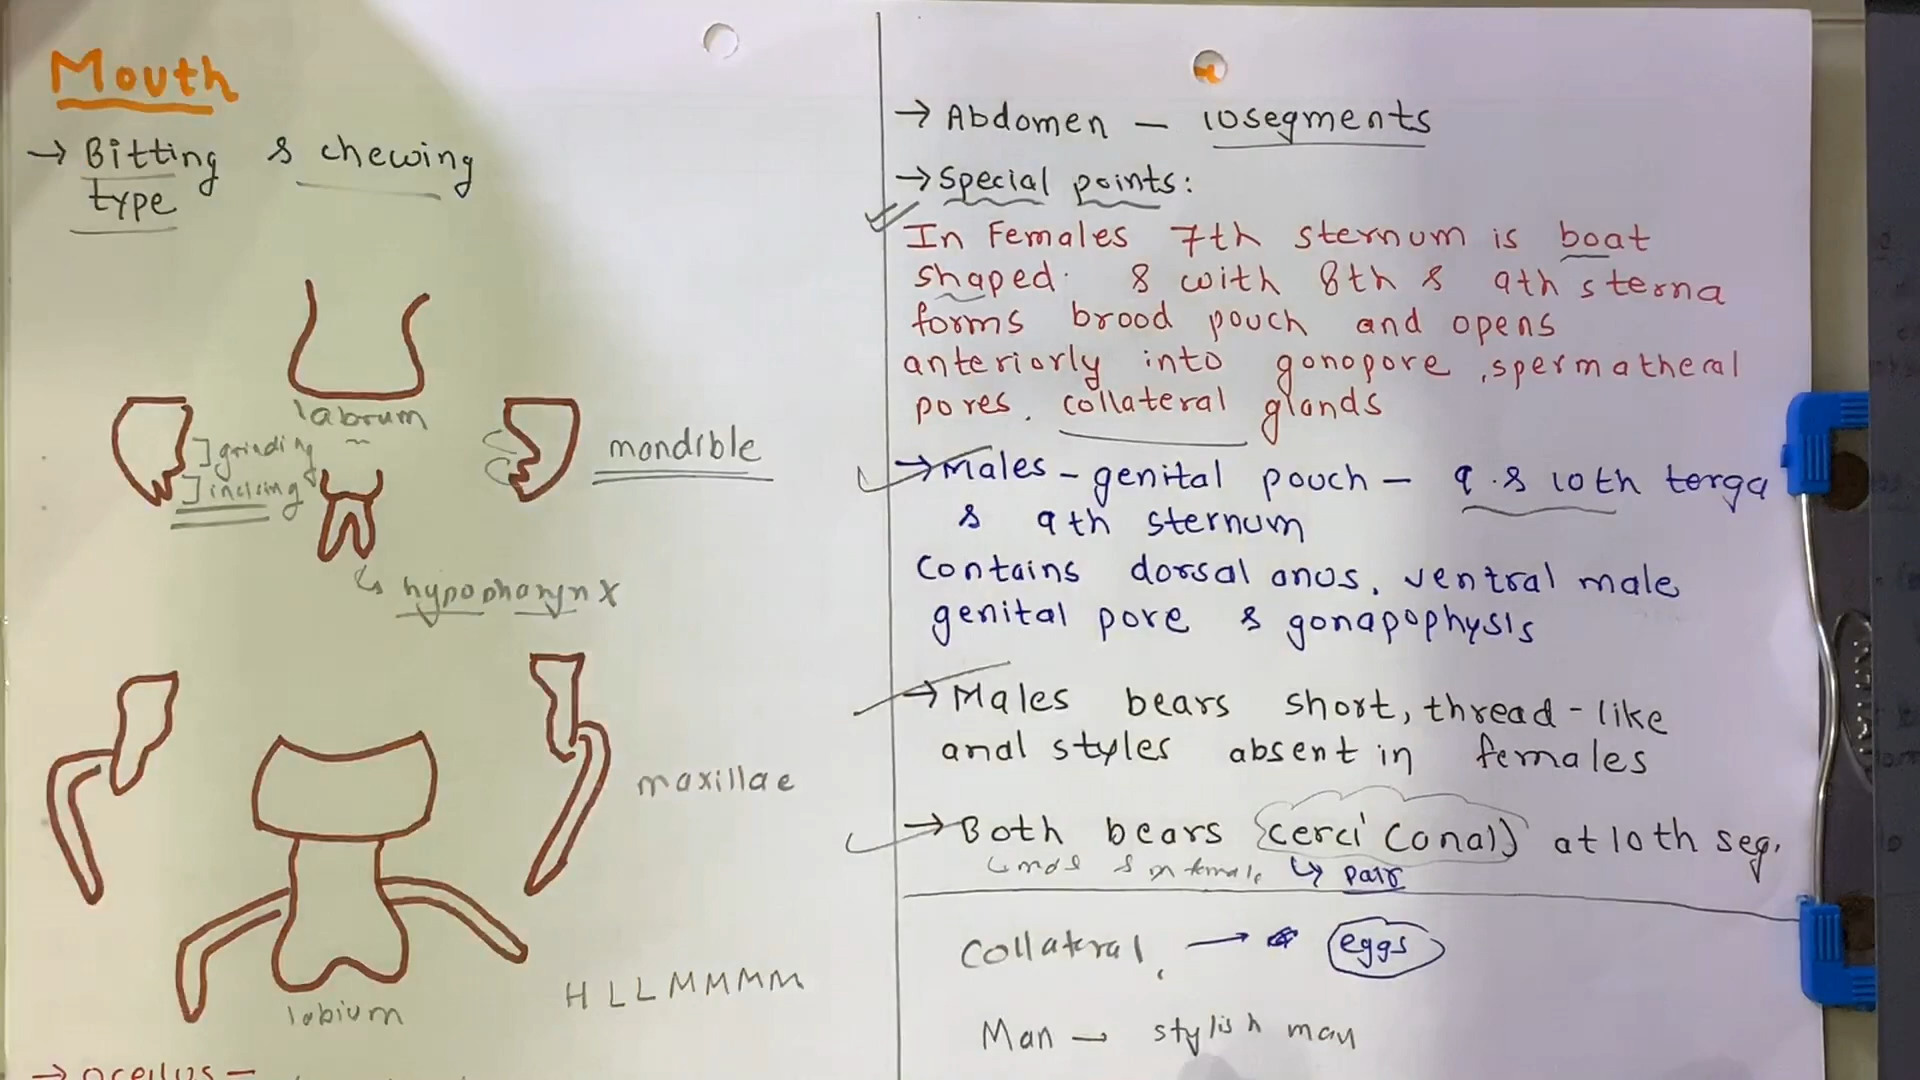 Mouth
→ Bitting & chewing
type
labrum
] grinding
] incising
mandible
↳ hypopharynx
maxillae
labium
H L L M M M M
→ ocellus –
→ Abdomen – 10segments
→ Special points:
In Females 7th sternum is boat
shaped. & with 8th & 9th sterna
forms brood pouch and opens
anteriorly into gonopore, spermathecal
pores. collateral glands
→ Males – genital pouch – 9 & 10th terga
& 9th sternum
Contains dorsal anus, ventral male
genital pore & gonapophysis
→ Males bears short, thread-like
anal styles absent in females
→ Both bears cerci (anal) at 10th seg.
↳ pair
Collateral, → eggs
Man → stylish man